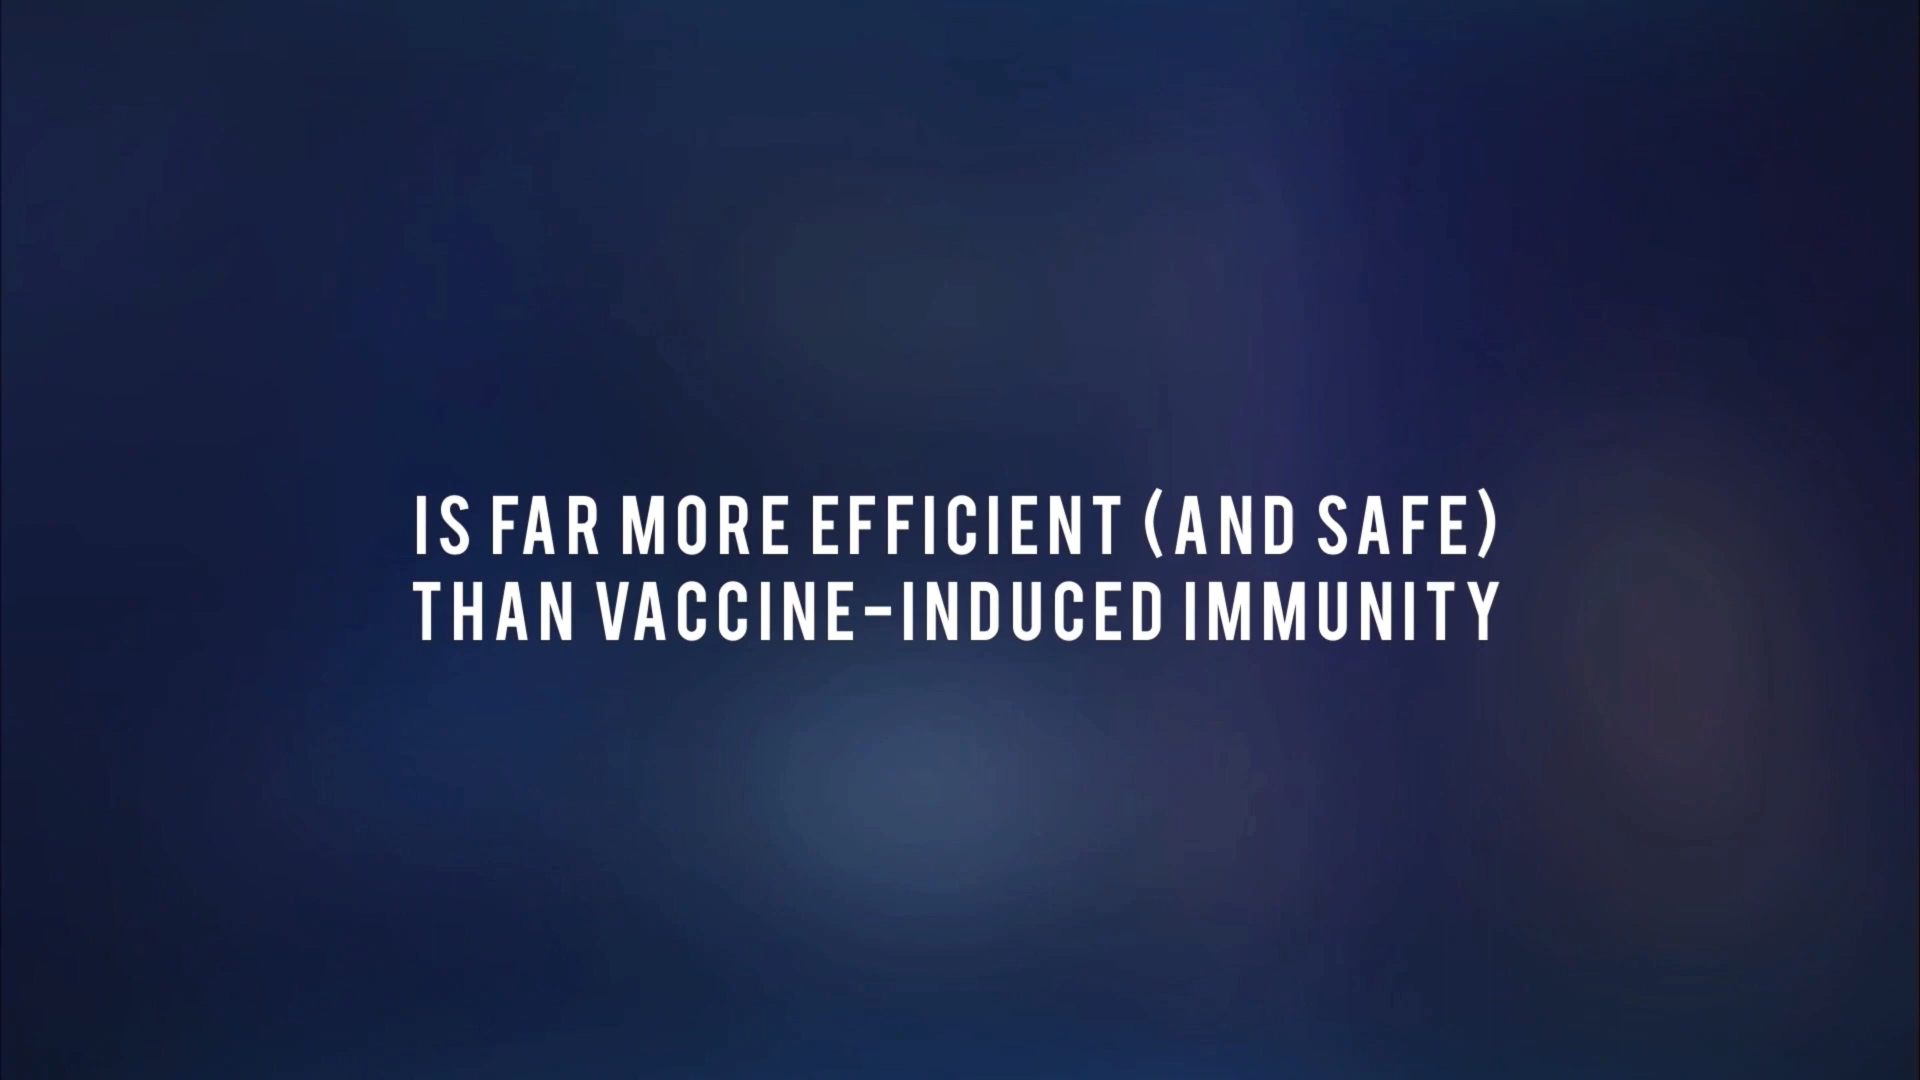 IS FAR MORE EFFICIENT (AND SAFE)
THAN VACCINE-INDUCED IMMUNITY